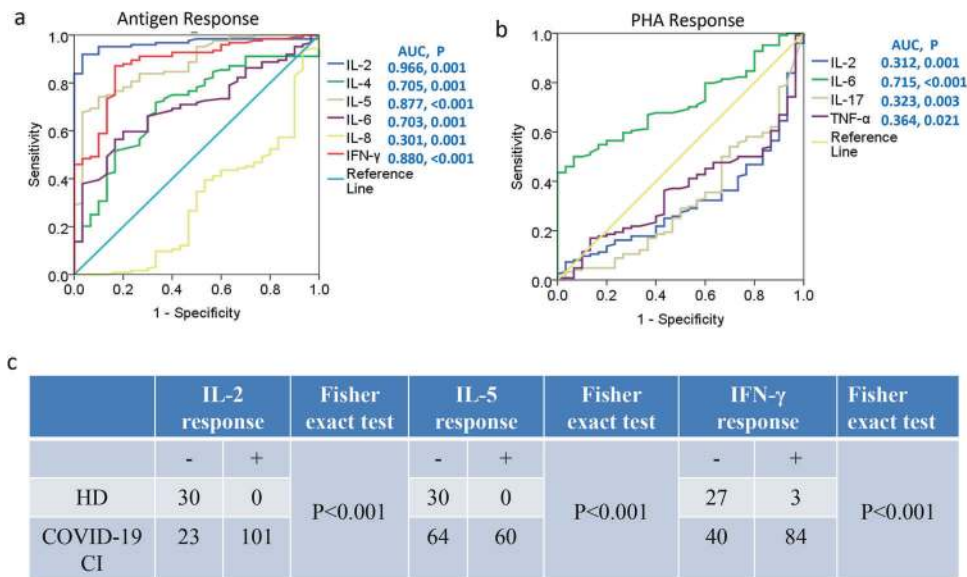 a
Antigen Response
AUC, P
IL-2 0.966, 0.001
IL-4 0.705, 0.001
IL-5 0.877, <0.001
IL-6 0.703, 0.001
IL-8 0.301, 0.001
IFN-γ 0.880, <0.001
Reference
Line
Sensitivity
1.0
0.8
0.6
0.4
0.2
0.0
0.0 0.2 0.4 0.6 0.8 1.0
1 - Specificity
b
PHA Response
AUC, P
IL-2 0.312, 0.001
IL-6 0.715, <0.001
IL-17 0.323, 0.003
TNF-α 0.364, 0.021
Reference
Line
Sensitivity
1.0
0.8
0.6
0.4
0.2
0.0
0.0 0.2 0.4 0.6 0.8 1.0
1 - Specificity
c
IL-2 Fisher IL-5 Fisher IFN-γ Fisher
response exact test response exact test response exact test
- + - + - +
HD 30 0 30 0 27 3
P<0.001 P<0.001 P<0.001
COVID-19 23 101 64 60 40 84
CI